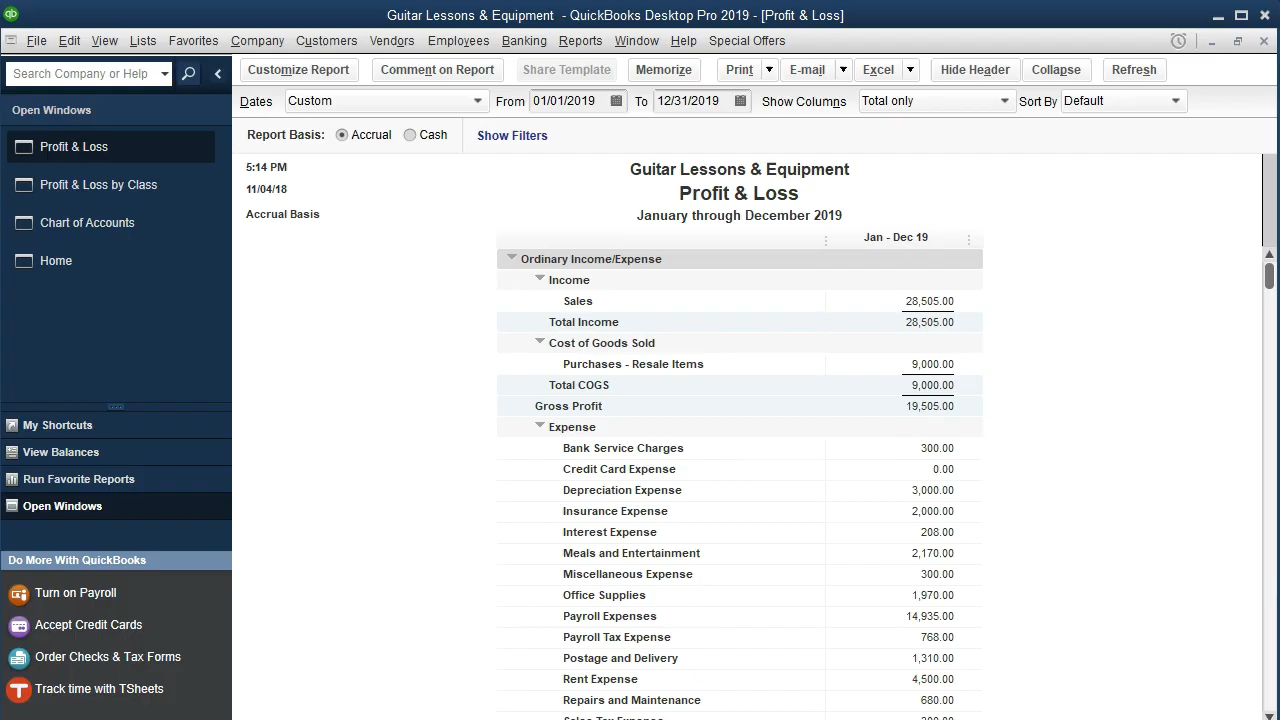 Guitar Lessons & Equipment - QuickBooks Desktop Pro 2019 - [Profit & Loss]
File Edit View Lists Favorites Company Customers Vendors Employees Banking Reports Window Help Special Offers
Search Company or Help
Customize Report Comment on Report Share Template Memorize Print E-mail Excel Hide Header Collapse Refresh
Dates Custom From 01/01/2019 To 12/31/2019 Show Columns Total only Sort By Default
Report Basis: Accrual Cash Show Filters
Open Windows
Profit & Loss
Profit & Loss by Class
Chart of Accounts
Home
My Shortcuts
View Balances
Run Favorite Reports
Open Windows
Do More With QuickBooks
Turn on Payroll
Accept Credit Cards
Order Checks & Tax Forms
Track time with TSheets
5:14 PM
11/04/18
Accrual Basis
Guitar Lessons & Equipment
Profit & Loss
January through December 2019
Jan - Dec 19
Ordinary Income/Expense
Income
Sales 28,505.00
Total Income 28,505.00
Cost of Goods Sold
Purchases - Resale Items 9,000.00
Total COGS 9,000.00
Gross Profit 19,505.00
Expense
Bank Service Charges 300.00
Credit Card Expense 0.00
Depreciation Expense 3,000.00
Insurance Expense 2,000.00
Interest Expense 208.00
Meals and Entertainment 2,170.00
Miscellaneous Expense 300.00
Office Supplies 1,970.00
Payroll Expenses 14,935.00
Payroll Tax Expense 768.00
Postage and Delivery 1,310.00
Rent Expense 4,500.00
Repairs and Maintenance 680.00
Sales Tax Expense